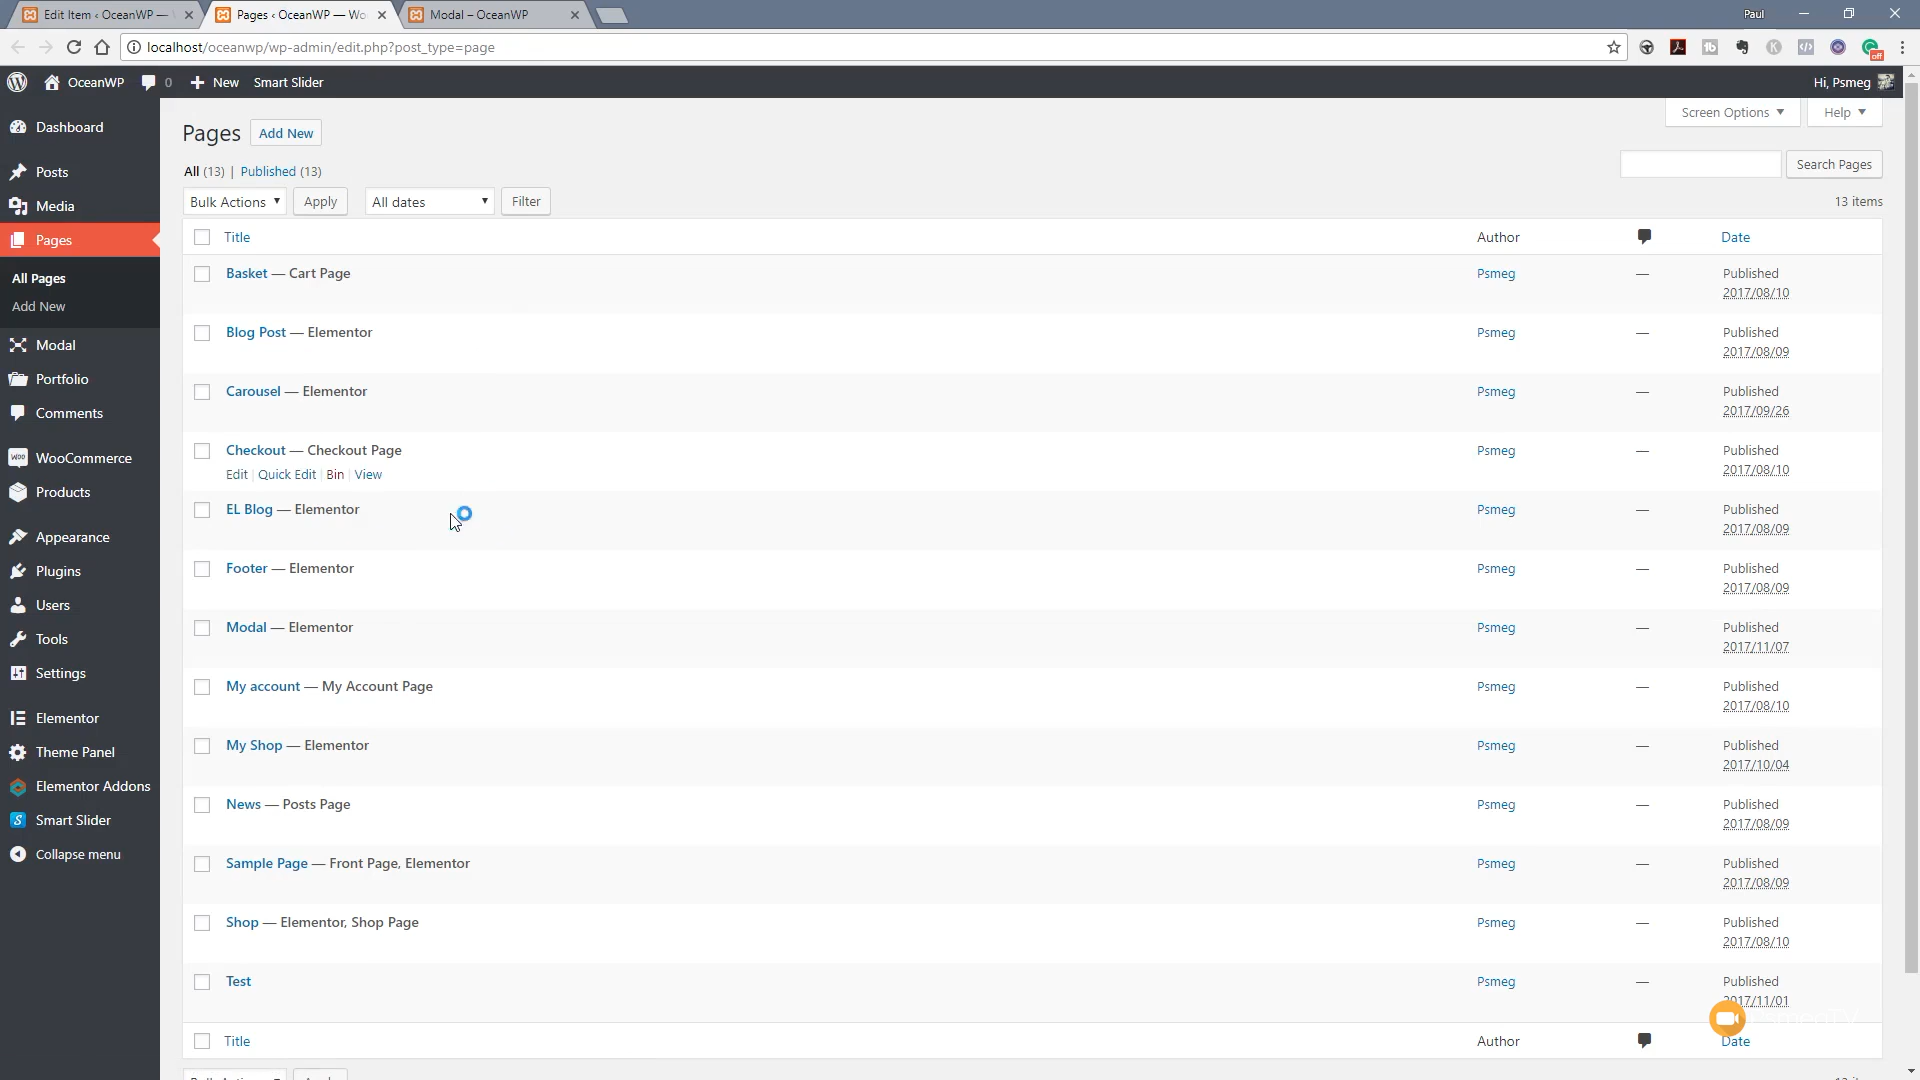 Edit Item ‹ OceanWP —
Pages ‹ OceanWP — Wo
Modal – OceanWP
Paul
localhost/oceanwp/wp-admin/edit.php?post_type=page
off
OceanWP
0
New
Smart Slider
Hi, Psmeg
Dashboard
Posts
Media
Pages
All Pages
Add New
Modal
Portfolio
Comments
WooCommerce
Products
Appearance
Plugins
Users
Tools
Settings
Elementor
Theme Panel
Elementor Addons
Smart Slider
Collapse menu
Screen Options
Help
Pages
Add New
All (13) | Published (13)
Search Pages
Bulk Actions
Apply
All dates
Filter
13 items
Title
Author
Date
Basket — Cart Page
Psmeg
—
Published
2017/08/10
Blog Post — Elementor
Psmeg
—
Published
2017/08/09
Carousel — Elementor
Psmeg
—
Published
2017/09/26
Checkout — Checkout Page
Edit | Quick Edit | Bin | View
Psmeg
—
Published
2017/08/10
EL Blog — Elementor
Psmeg
—
Published
2017/08/09
Footer — Elementor
Psmeg
—
Published
2017/08/09
Modal — Elementor
Psmeg
—
Published
2017/11/07
My account — My Account Page
Psmeg
—
Published
2017/08/10
My Shop — Elementor
Psmeg
—
Published
2017/10/04
News — Posts Page
Psmeg
—
Published
2017/08/09
Sample Page — Front Page, Elementor
Psmeg
—
Published
2017/08/09
Shop — Elementor, Shop Page
Psmeg
—
Published
2017/08/10
Test
Psmeg
—
Published
2017/11/01
Title
Author
Date